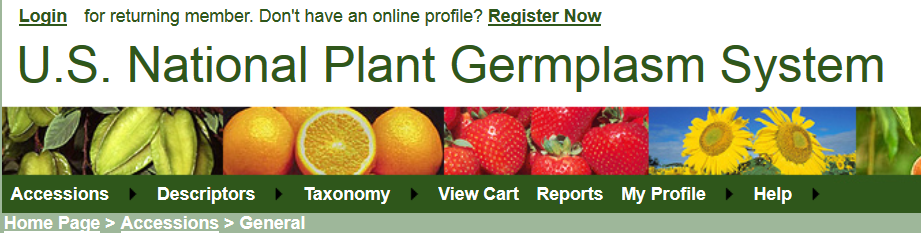 Login for returning member. Don't have an online profile? Register Now
U.S. National Plant Germplasm System
Accessions Descriptors Taxonomy View Cart Reports My Profile Help
Home Page > Accessions > General